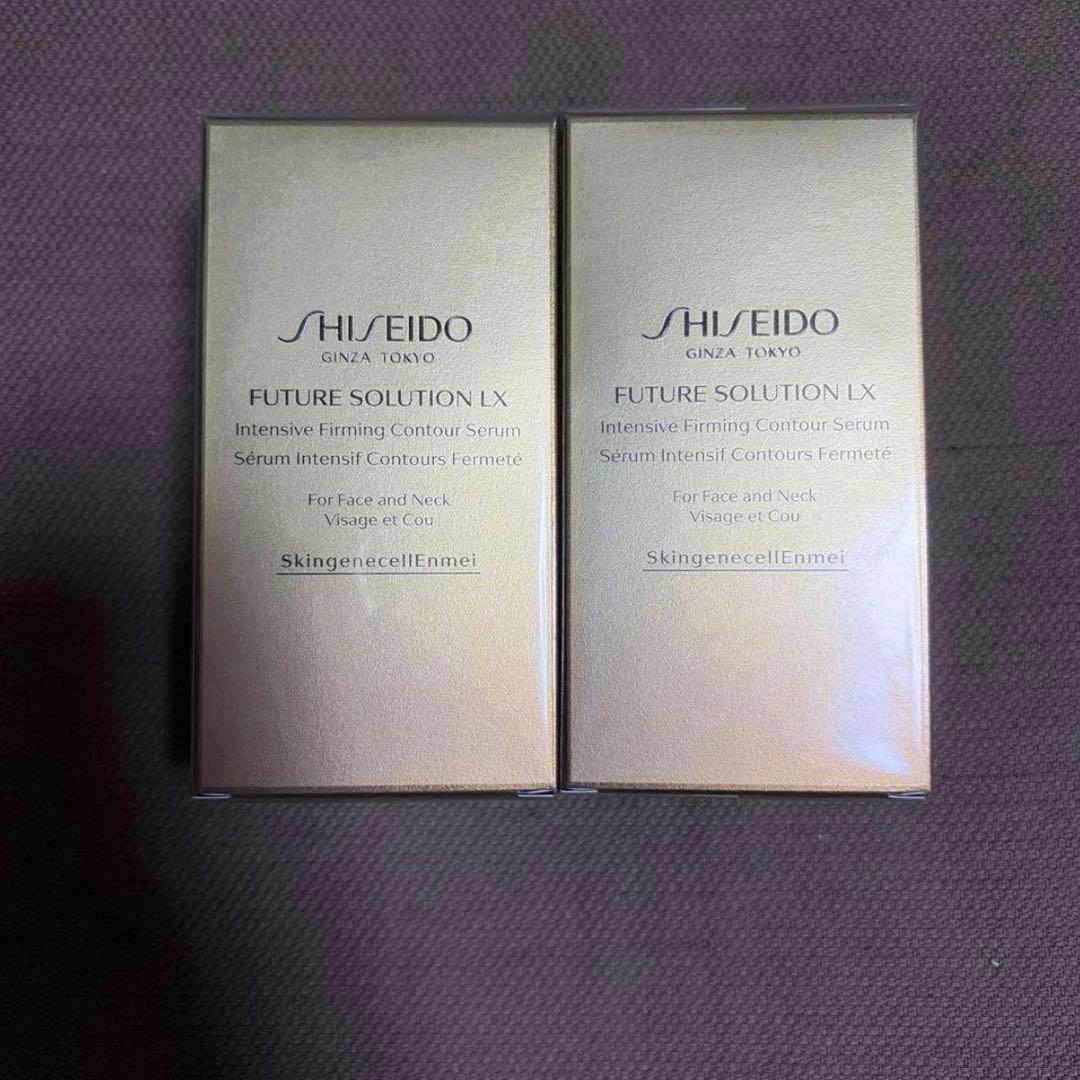 SHISEIDO
GINZA TOKYO
FUTURE SOLUTION LX
Intensive Firming Contour Serum
Sérum Intensif Contours Fermeté
For Face and Neck
Visage et Cou
SkingenecellEnmei
SHISEIDO
GINZA TOKYO
FUTURE SOLUTION LX
Intensive Firming Contour Serum
Sérum Intensif Contours Fermeté
For Face and Neck
Visage et Cou
SkingenecellEnmei